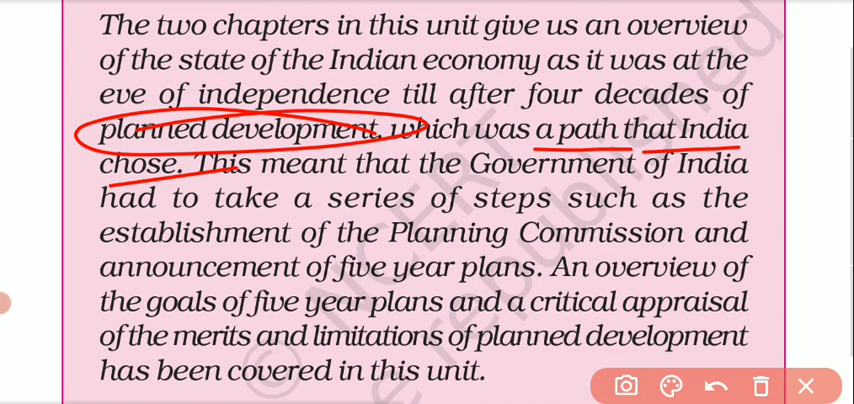 The two chapters in this unit give us an overview
of the state of the Indian economy as it was at the
eve of independence till after four decades of
planned development, which was a path that India
chose. This meant that the Government of India
had to take a series of steps such as the
establishment of the Planning Commission and
announcement of five year plans. An overview of
the goals of five year plans and a critical appraisal
of the merits and limitations of planned development
has been covered in this unit.
© NCERT
be republished